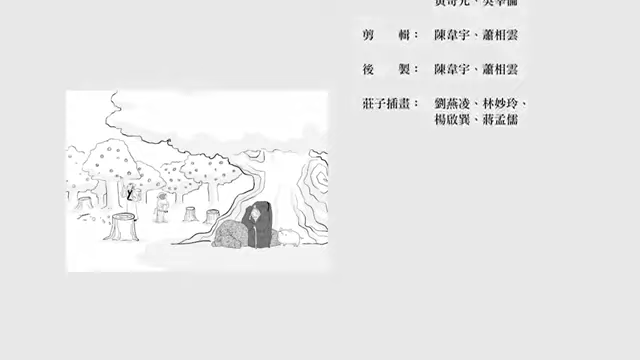 剪　輯：　陳韋宇、蕭相雲
後　製：　陳韋宇、蕭相雲
莊子插畫：　劉燕凌、林妙玲、
楊啟巽、蔣孟儒